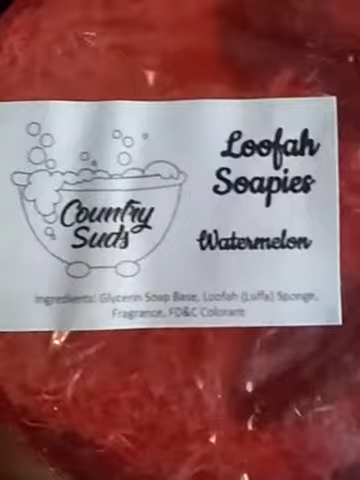 Loofah
Soapies
Country
Suds
Watermelon
Ingredients: Glycerin Soap Base, Loofah (Luffa) Sponge,
Fragrance, FD&C Colorant